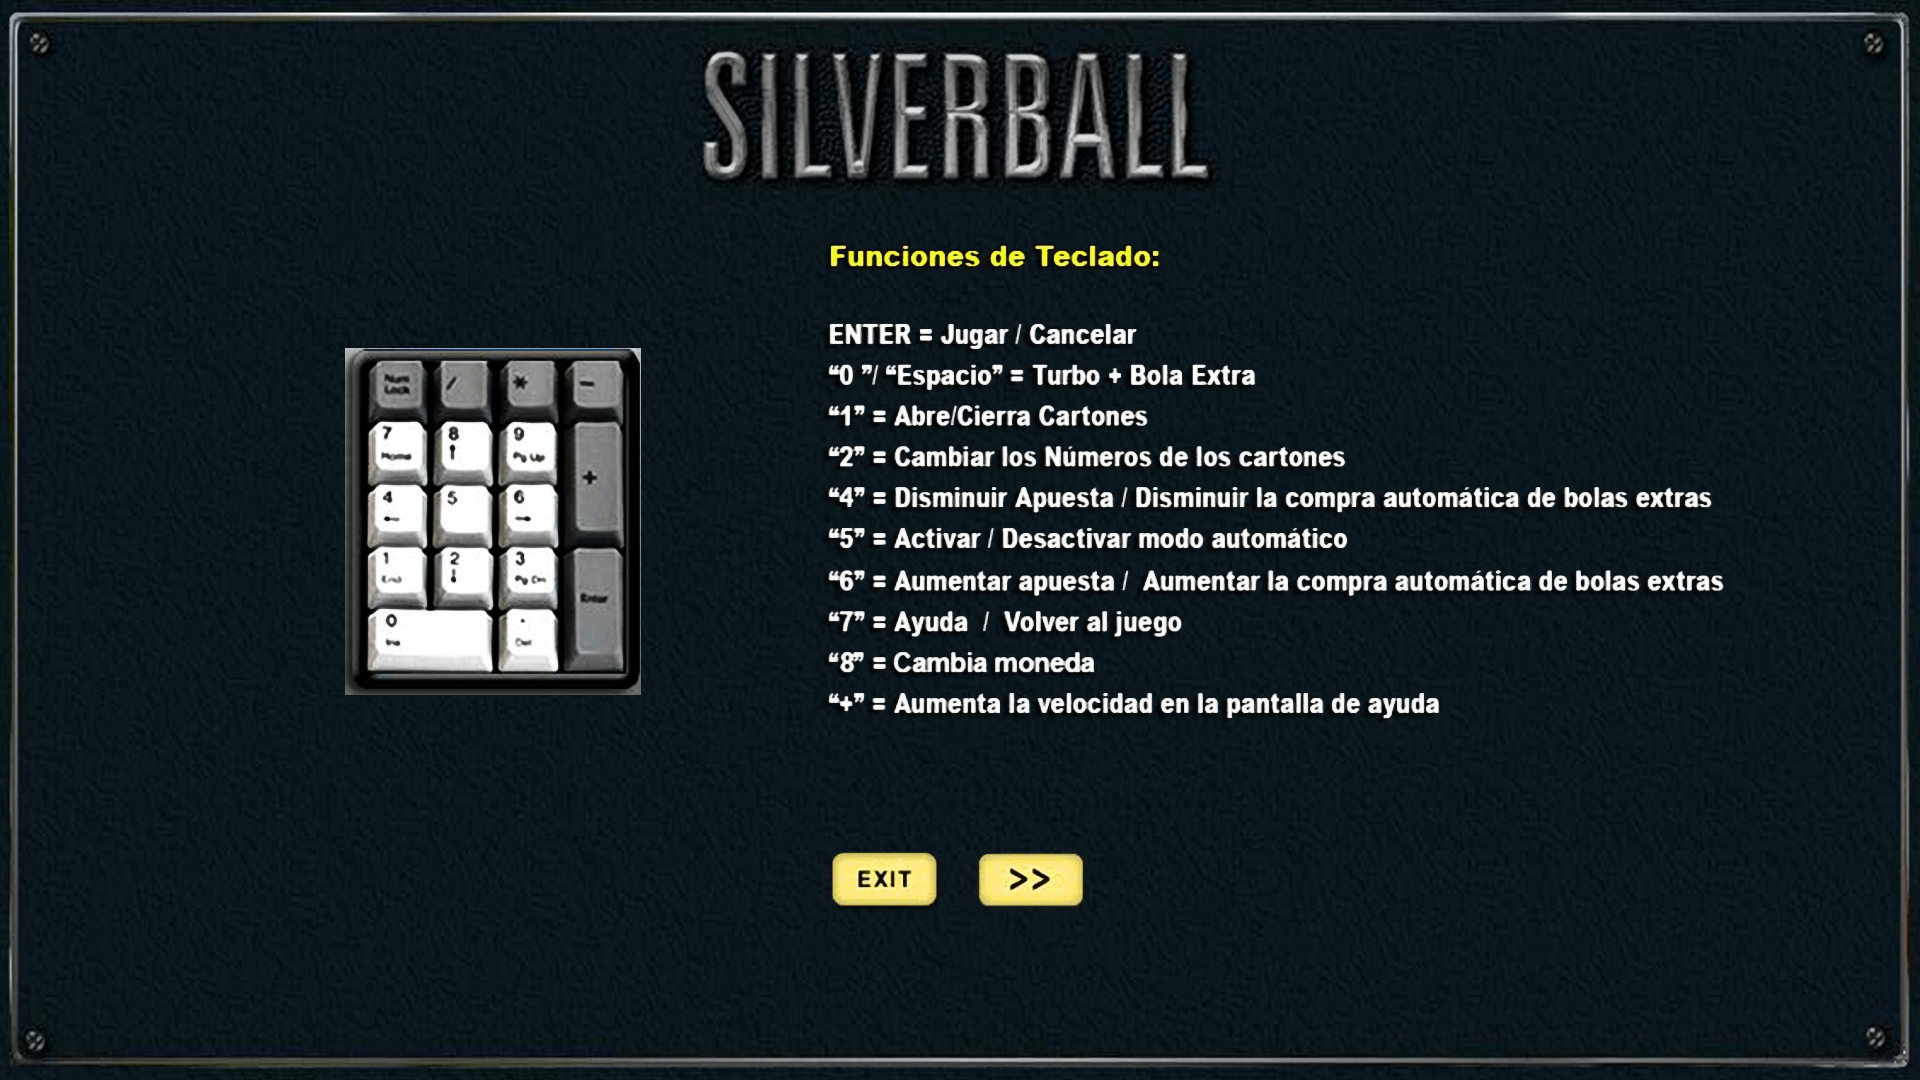 SILVERBALL
Funciones de Teclado:
ENTER = Jugar / Cancelar
“0 ”/ “Espacio” = Turbo + Bola Extra
“1” = Abre/Cierra Cartones
“2” = Cambiar los Números de los cartones
“4” = Disminuir Apuesta / Disminuir la compra automática de bolas extras
“5” = Activar / Desactivar modo automático
“6” = Aumentar apuesta / Aumentar la compra automática de bolas extras
“7” = Ayuda / Volver al juego
“8” = Cambia moneda
“+” = Aumenta la velocidad en la pantalla de ayuda
Num Lock / * −
7 8 9 +
Home ↑ Pg Up
4 5 6
← →
1 2 3 Enter
End ↓ Pg Dn
0 .
Ins Del
EXIT >>